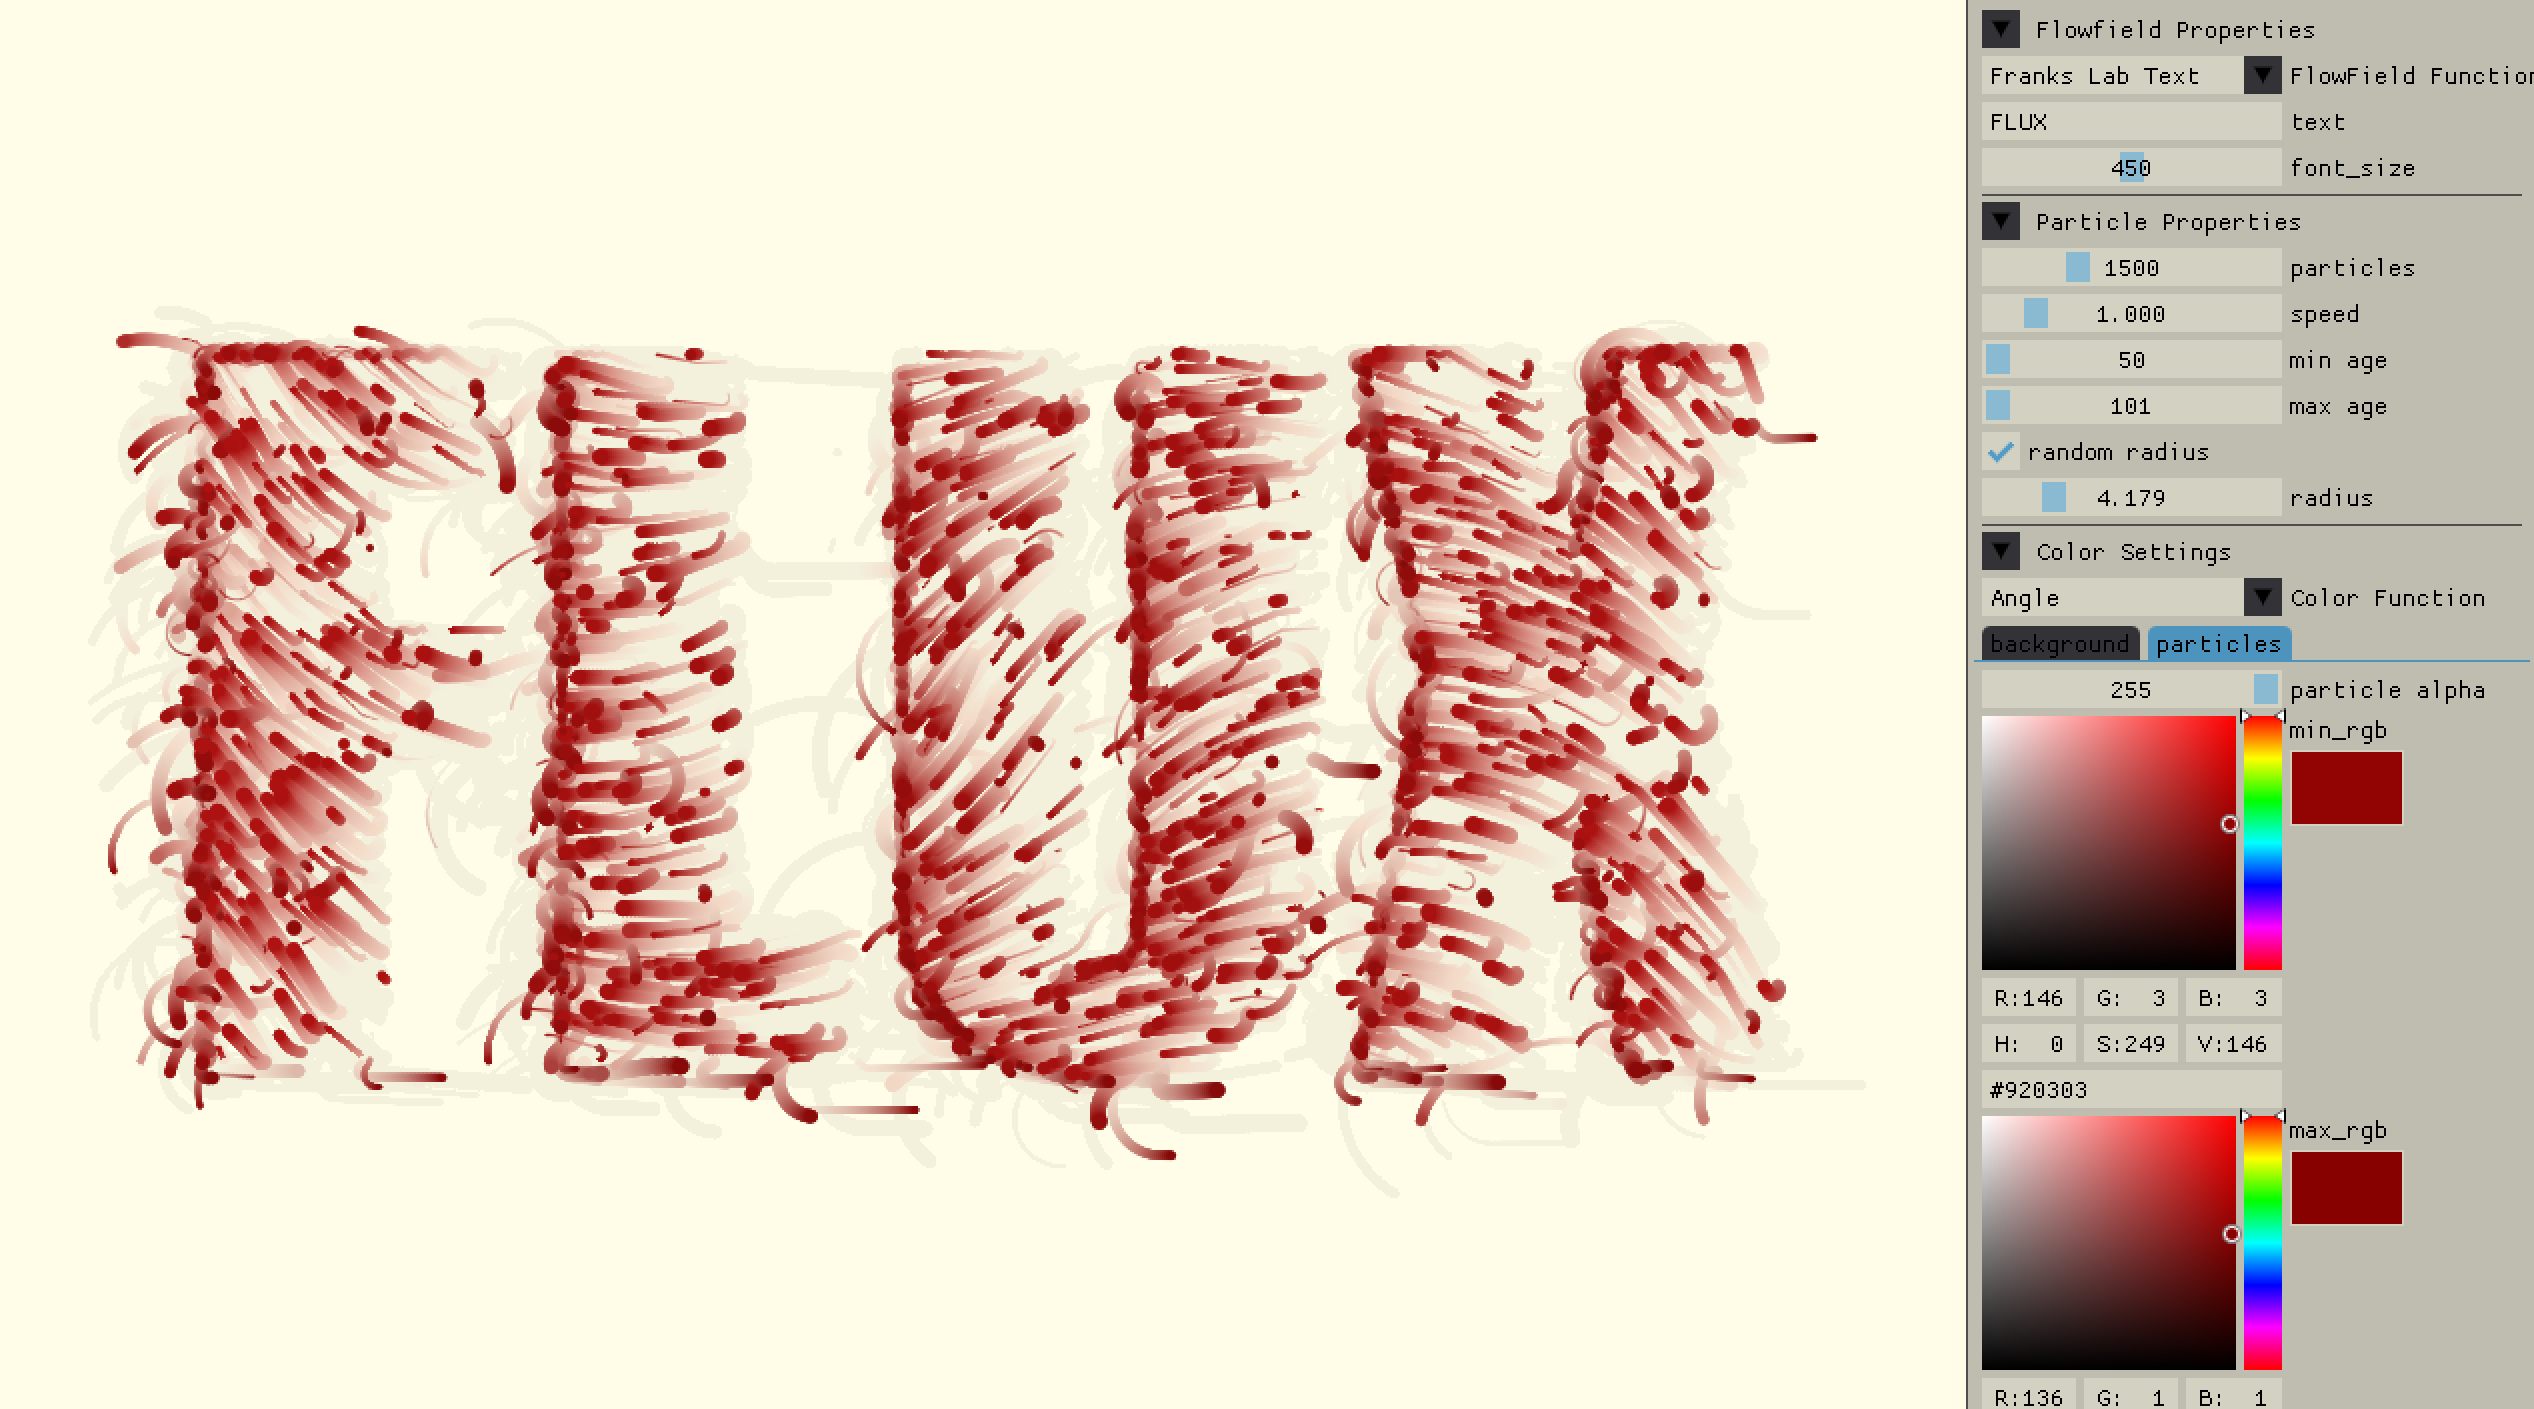 FLUX
Flowfield Properties
Franks Lab Text FlowField Function
FLUX text
450 font_size
Particle Properties
1500 particles
1.000 speed
50 min age
101 max age
random radius
4.179 radius
Color Settings
Angle Color Function
background particles
255 particle alpha
min_rgb
R:146 G: 3 B: 3
H: 0 S:249 V:146
#920303
max_rgb
R:136 G: 1 B: 1